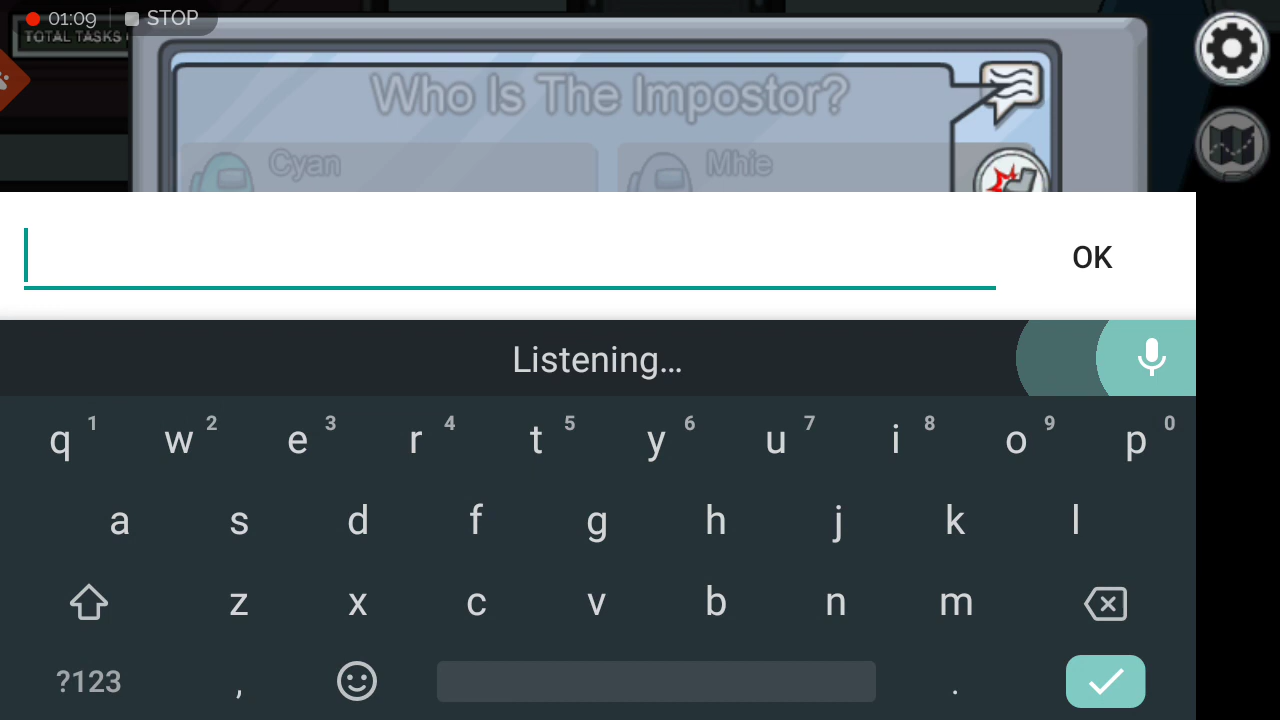 01:09 STOP
TOTAL TASKS
Who Is The Impostor?
Cyan Mhie
OK
Listening...
q 1 w 2 e 3 r 4 t 5 y 6 u 7 i 8 o 9 p 0
a s d f g h j k l
z x c v b n m
?123 , .